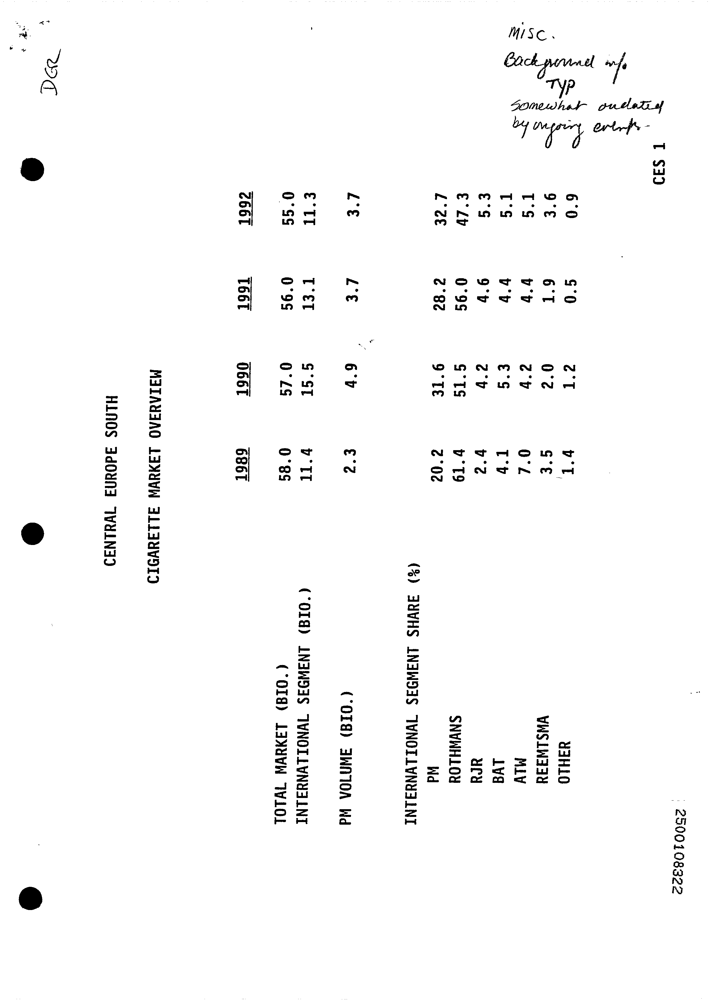 DGR
misc.
Background info
TYP
somewhat oudated
by ongoing events -
CES 1
CENTRAL EUROPE SOUTH
CIGARETTE MARKET OVERVIEW
1989 1990 1991 1992
TOTAL MARKET (BIO.) 58.0 57.0 56.0 55.0
INTERNATIONAL SEGMENT (BIO.) 11.4 15.5 13.1 11.3
PM VOLUME (BIO.) 2.3 4.9 3.7 3.7
INTERNATIONAL SEGMENT SHARE (%)
PM 20.2 31.6 28.2 32.7
ROTHMANS 61.4 51.5 56.0 47.3
RJR 2.4 4.2 4.6 5.3
BAT 4.1 5.3 4.4 5.1
ATW 7.0 4.2 4.4 5.1
REEMTSMA 3.5 2.0 1.9 3.6
OTHER 1.4 1.2 0.5 0.9
2500108322